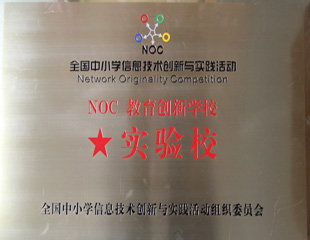 NOC
全国中小学信息技术创新与实践活动
Network Originality Competition
NOC 教育创新学校
★实验校
全国中小学信息技术创新与实践活动组织委员会